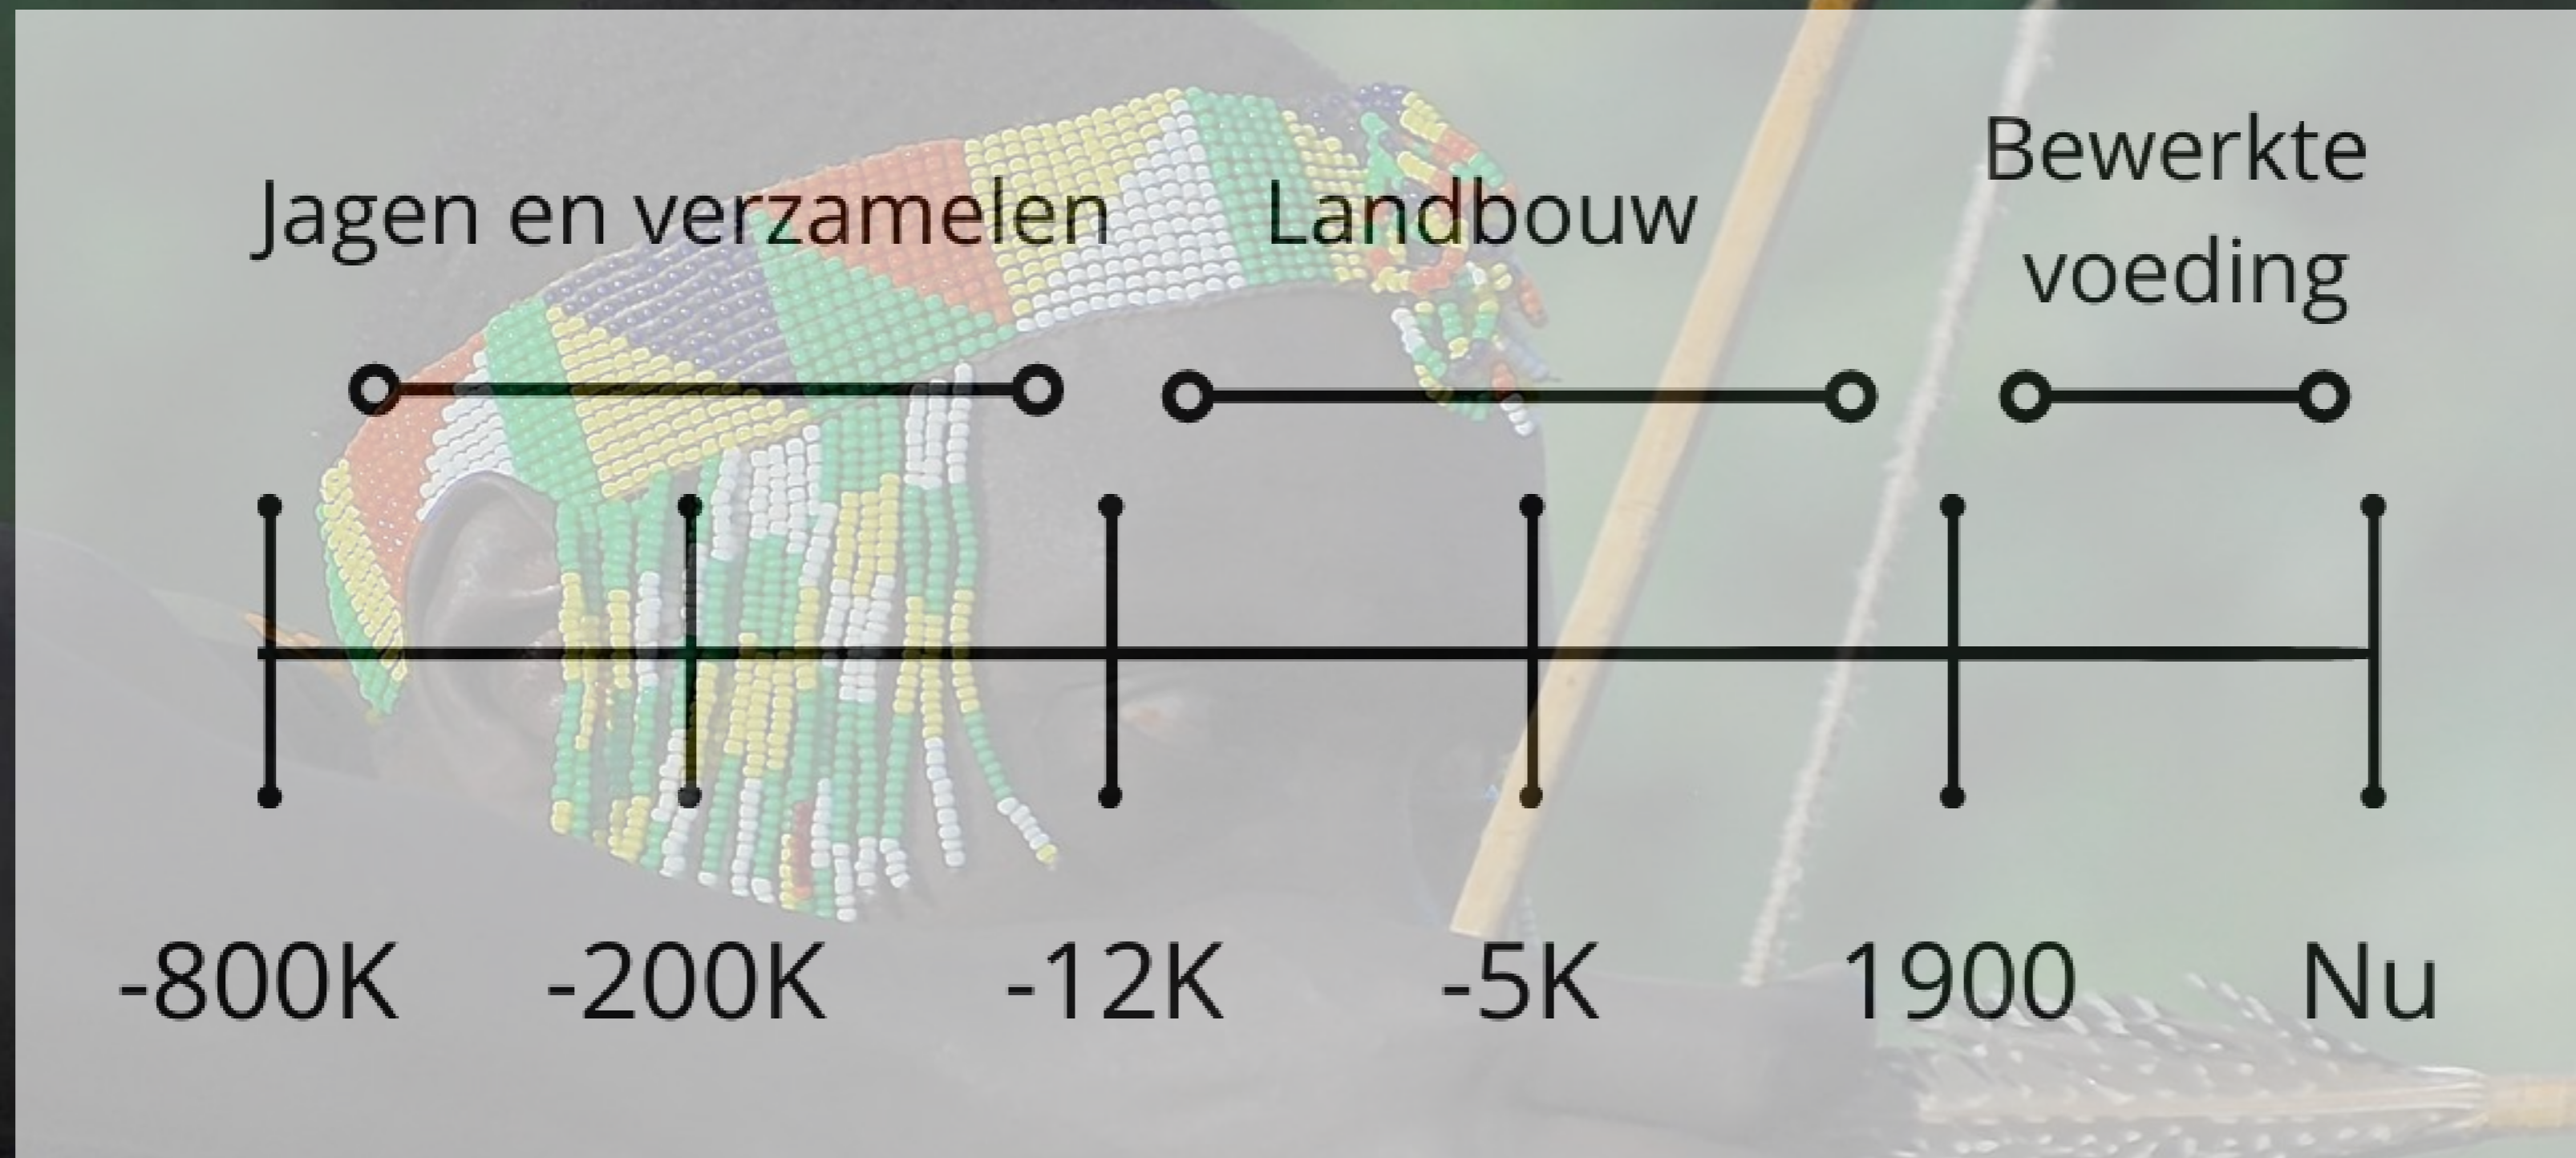 Jagen en verzamelen
Landbouw
Bewerkte
voeding
-800K
-200K
-12K
-5K
1900
Nu